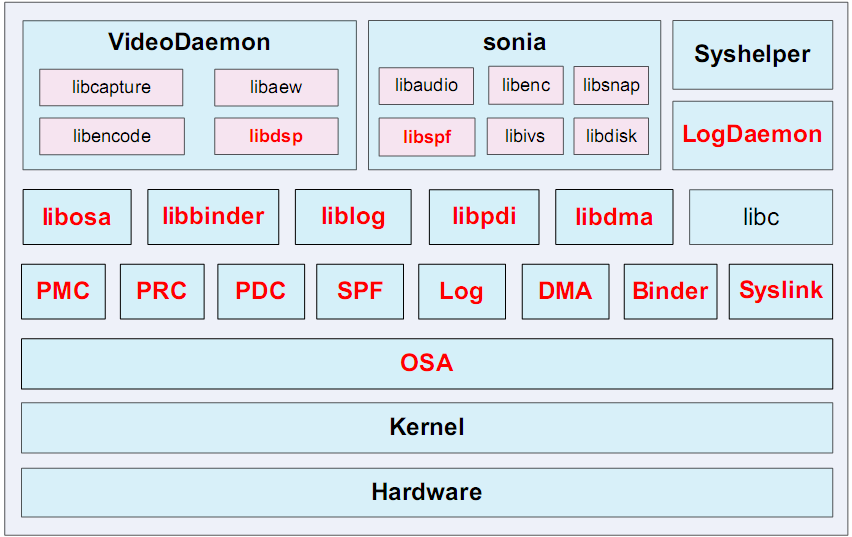 VideoDaemon
libcapture
libaew
libencode
libdsp
sonia
libaudio
libenc
libsnap
libspf
libivs
libdisk
Syshelper
LogDaemon
libosa
libbinder
liblog
libpdi
libdma
libc
PMC
PRC
PDC
SPF
Log
DMA
Binder
Syslink
OSA
Kernel
Hardware